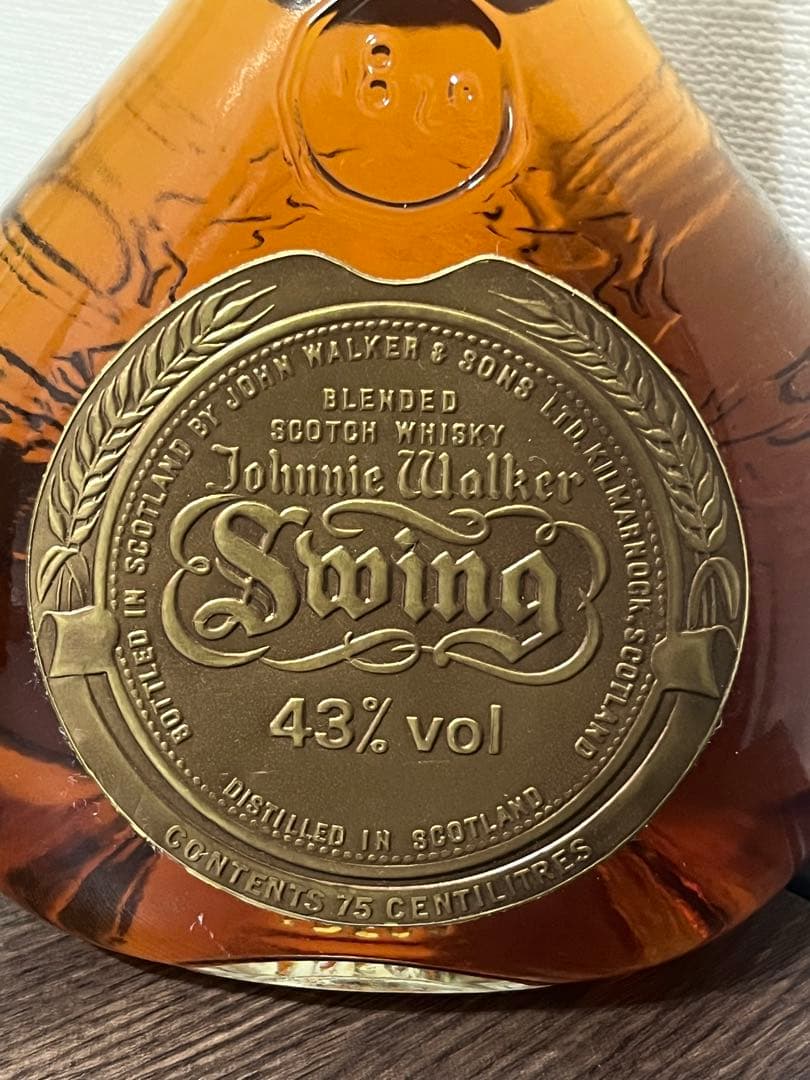 1820
BOTTLED IN SCOTLAND BY JOHN WALKER & SONS LTD, KILMARNOCK, SCOTLAND
BLENDED
SCOTCH WHISKY
Johnnie Walker
Swing
43% vol
DISTILLED IN SCOTLAND
CONTENTS 75 CENTILITRES